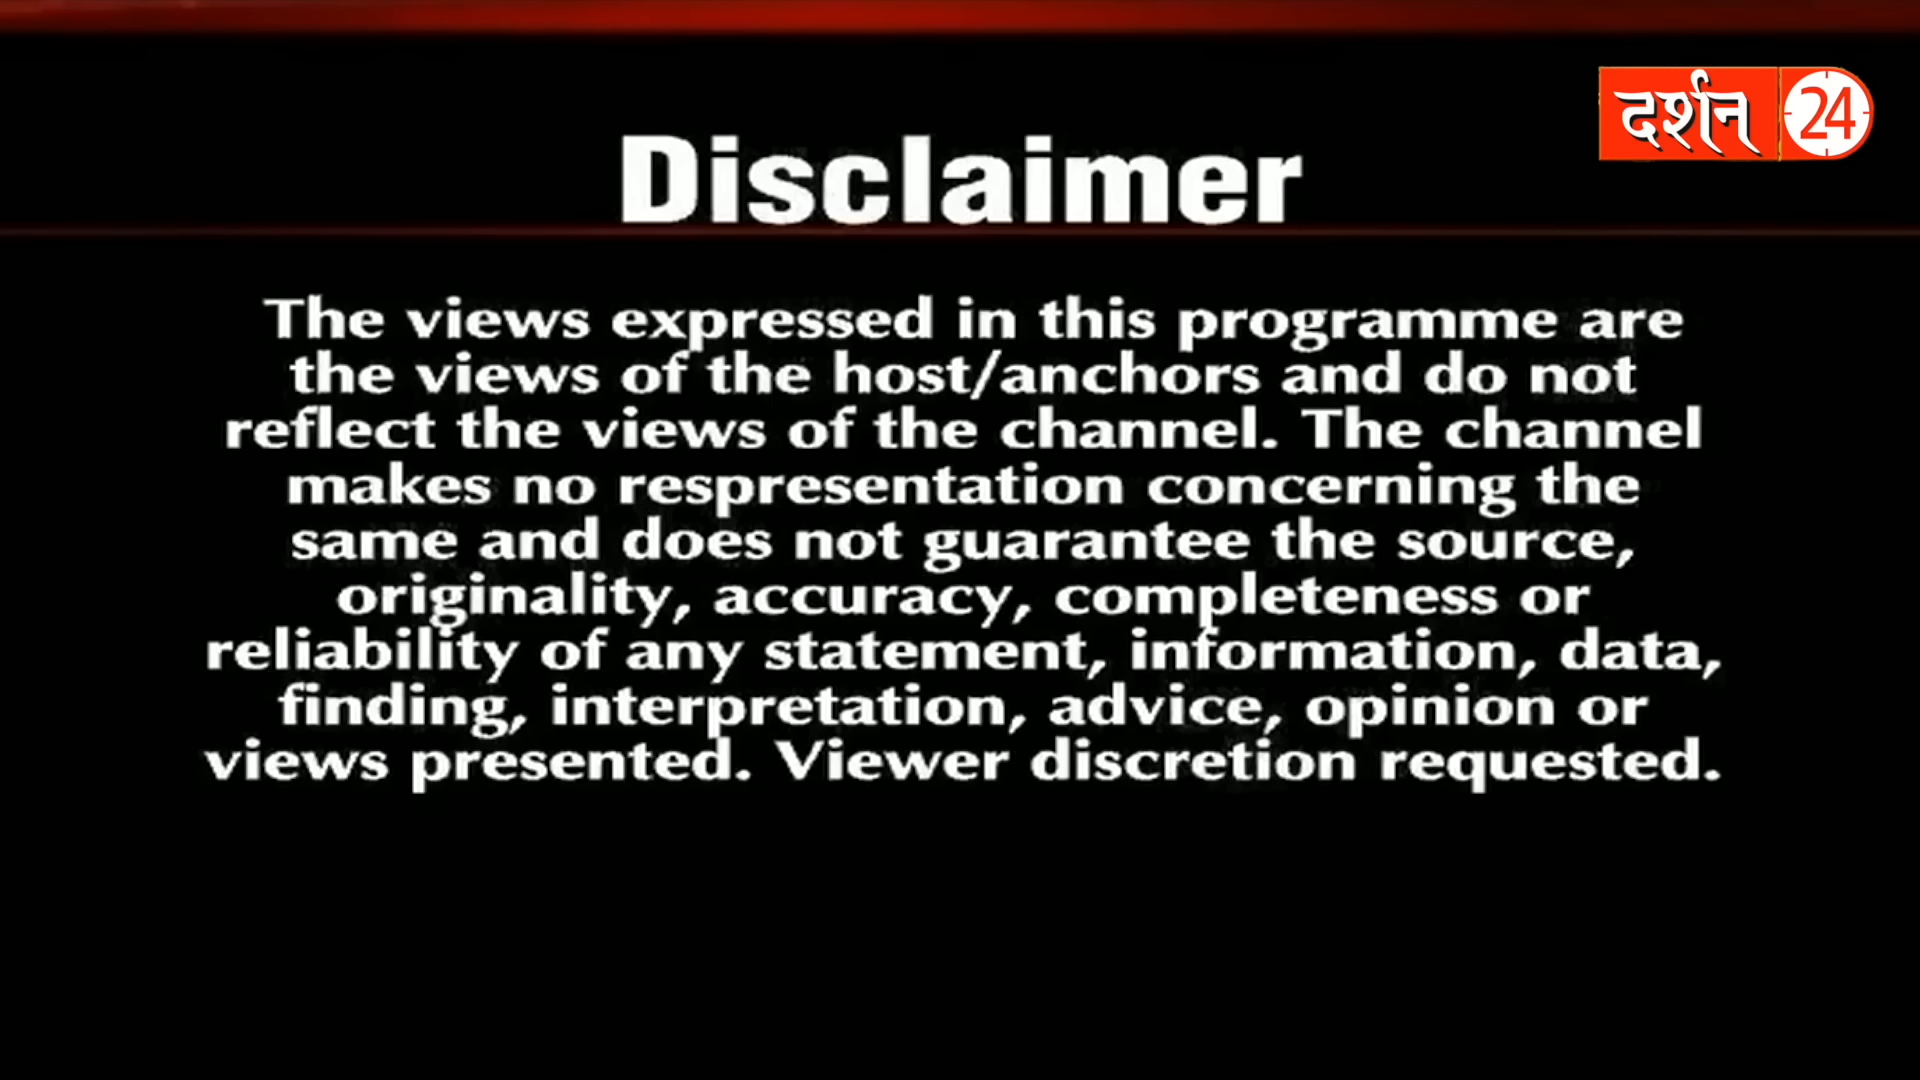 दर्शन 24
Disclaimer
The views expressed in this programme are
the views of the host/anchors and do not
reflect the views of the channel. The channel
makes no respresentation concerning the
same and does not guarantee the source,
originality, accuracy, completeness or
reliability of any statement, information, data,
finding, interpretation, advice, opinion or
views presented. Viewer discretion requested.